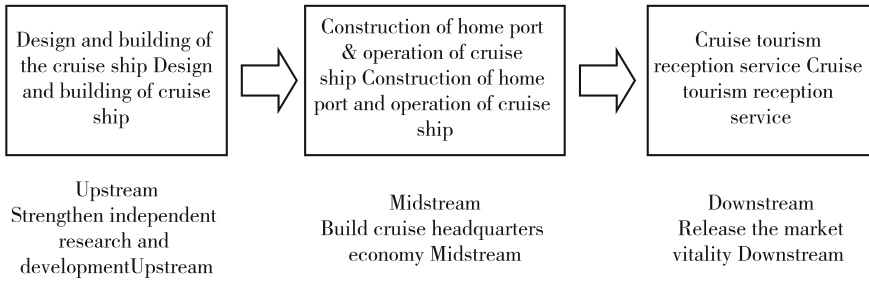 Design and building of
the cruise ship Design
and building of cruise
ship
Construction of home port
& operation of cruise
ship Construction of home
port and operation of cruise
ship
Cruise tourism
reception service Cruise
tourism reception
service
Upstream
Strengthen independent
research and
developmentUpstream
Midstream
Build cruise headquarters
economy Midstream
Downstream
Release the market
vitality Downstream